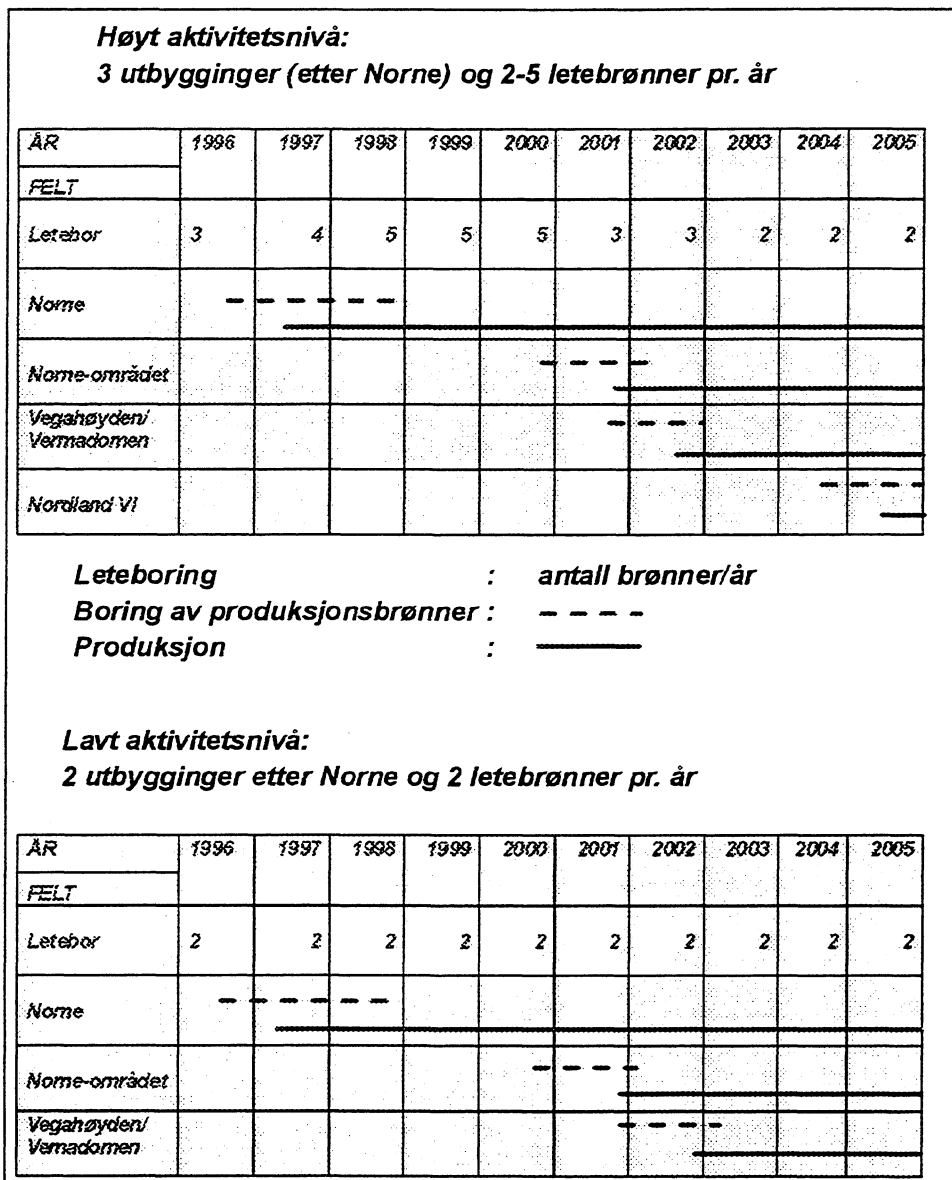 Høyt aktivitetsnivå:
3 utbygginger (etter Norne) og 2-5 letebrønner pr. år
ÅR 1996 1997 1998 1999 2000 2001 2002 2003 2004 2005
FELT
Letebor 3 4 5 5 5 3 3 2 2 2
Norne
Norne-området
Vegahøyden/
Vermadomen
Nordland VI
Leteboring : antall brønner/år
Boring av produksjonsbrønner :
Produksjon :
Lavt aktivitetsnivå:
2 utbygginger etter Norne og 2 letebrønner pr. år
ÅR 1996 1997 1998 1999 2000 2001 2002 2003 2004 2005
FELT
Letebor 2 2 2 2 2 2 2 2 2 2
Norne
Norne-området
Vegahøyden/
Vernadomen